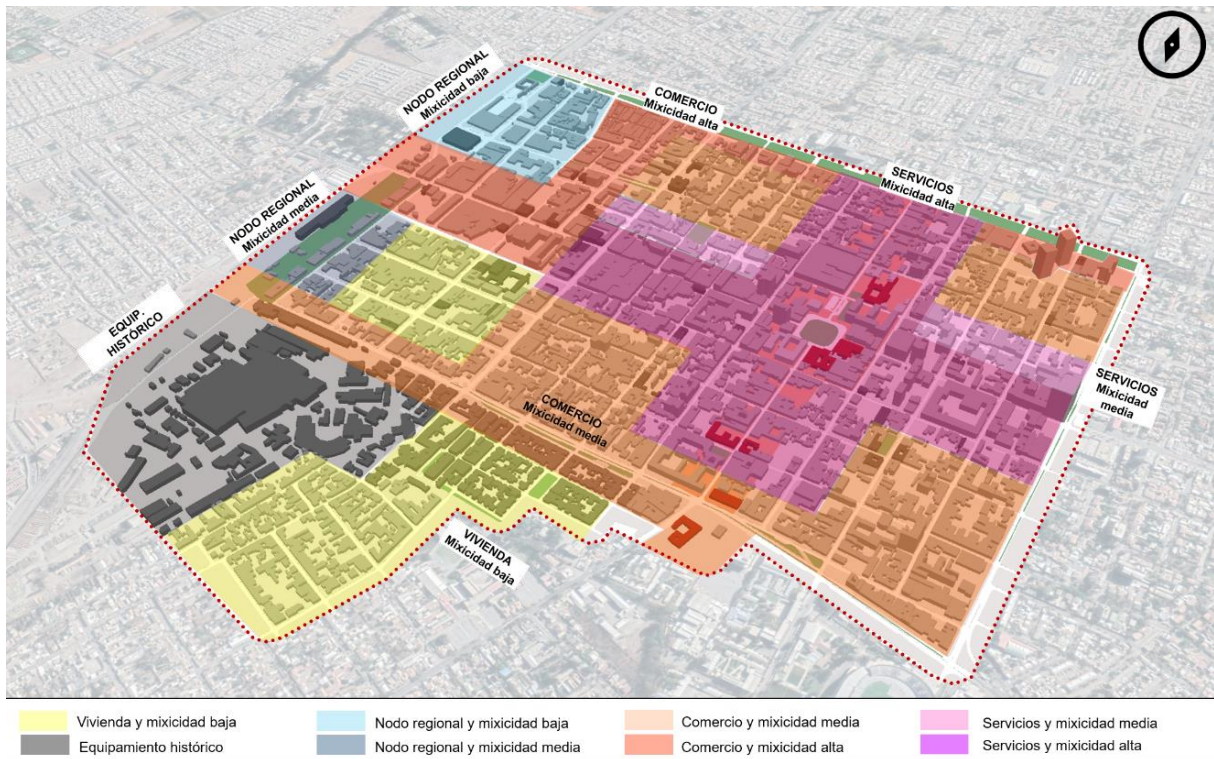 NODO REGIONAL
Mixicidad baja
COMERCIO
Mixicidad alta
SERVICIOS
Mixicidad alta
NODO REGIONAL
Mixicidad media
EQUIP.
HISTÓRICO
COMERCIO
Mixicidad media
SERVICIOS
Mixicidad
media
VIVIENDA
Mixicidad baja
Vivienda y mixicidad baja
Equipamiento histórico
Nodo regional y mixicidad baja
Nodo regional y mixicidad media
Comercio y mixicidad media
Comercio y mixicidad alta
Servicios y mixicidad media
Servicios y mixicidad alta